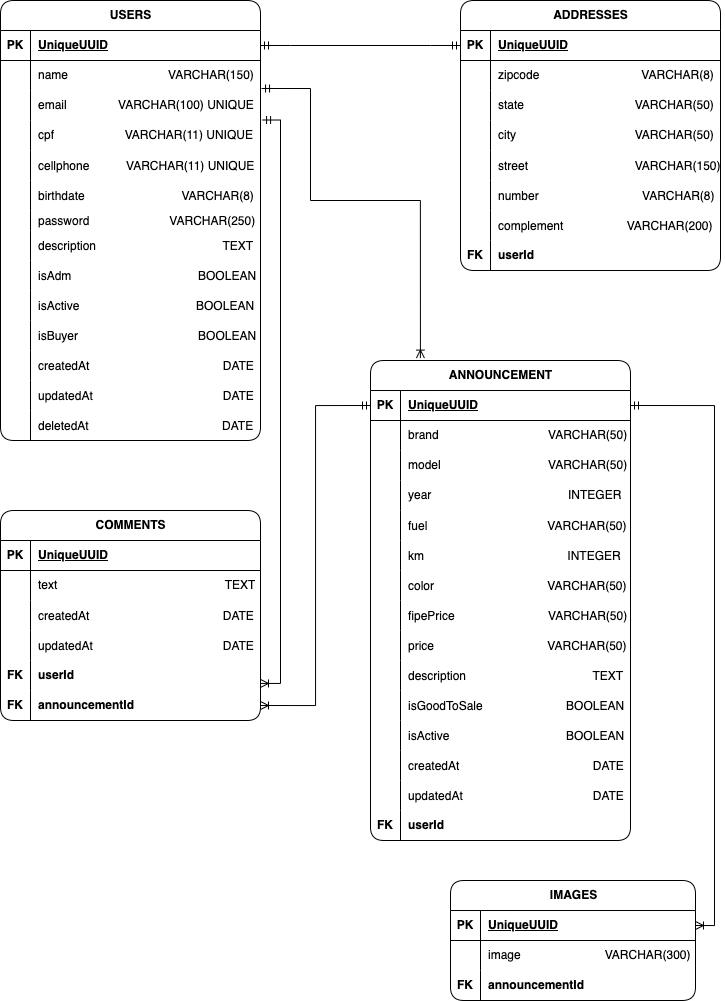 USERS
PK UniqueUUID
name VARCHAR(150)
email VARCHAR(100) UNIQUE
cpf VARCHAR(11) UNIQUE
cellphone VARCHAR(11) UNIQUE
birthdate VARCHAR(8)
password VARCHAR(250)
description TEXT
isAdm BOOLEAN
isActive BOOLEAN
isBuyer BOOLEAN
createdAt DATE
updatedAt DATE
deletedAt DATE
ADDRESSES
PK UniqueUUID
zipcode VARCHAR(8)
state VARCHAR(50)
city VARCHAR(50)
street VARCHAR(150)
number VARCHAR(8)
complement VARCHAR(200)
FK userId
ANNOUNCEMENT
PK UniqueUUID
brand VARCHAR(50)
model VARCHAR(50)
year INTEGER
fuel VARCHAR(50)
km INTEGER
color VARCHAR(50)
fipePrice VARCHAR(50)
price VARCHAR(50)
description TEXT
isGoodToSale BOOLEAN
isActive BOOLEAN
createdAt DATE
updatedAt DATE
FK userId
COMMENTS
PK UniqueUUID
text TEXT
createdAt DATE
updatedAt DATE
FK userId
FK announcementId
IMAGES
PK UniqueUUID
image VARCHAR(300)
FK announcementId